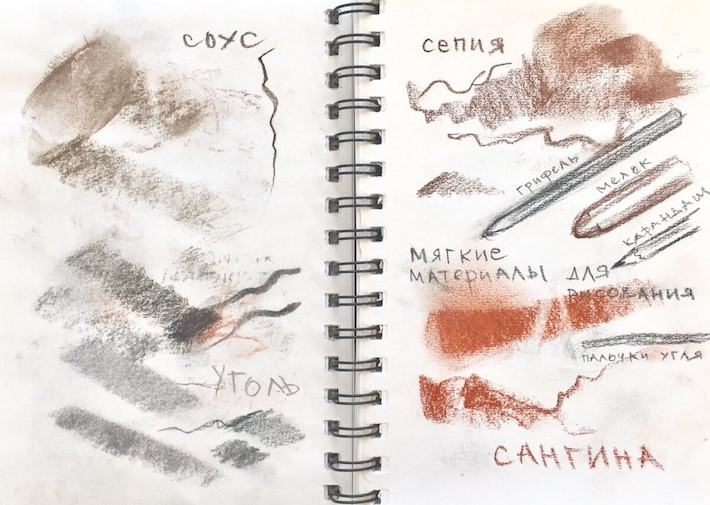 СОУС
УГОЛЬ
сепия
ГРИФЕЛЬ
МЕЛОК
КАРАНДАШ
МЯГКИЕ
МАТЕРИАЛЫ ДЛЯ
РИСОВАНИЯ
ПАЛОЧКИ УГЛЯ
САНГИНА